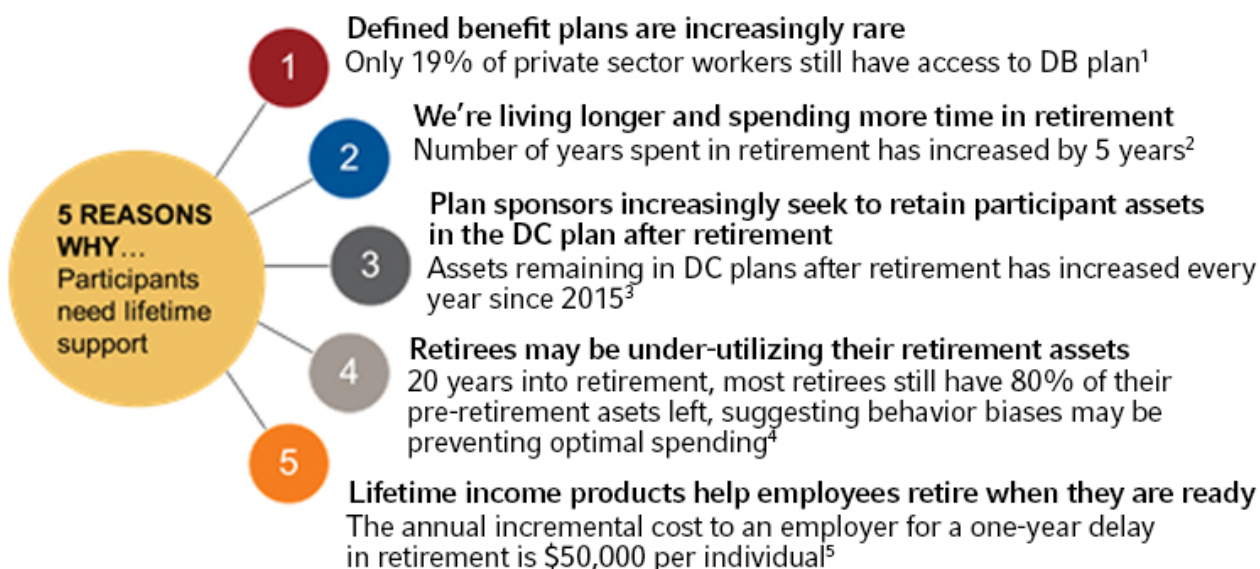 5 REASONS
WHY...
Participants
need lifetime
support
1
Defined benefit plans are increasingly rare
Only 19% of private sector workers still have access to DB plan¹
2
We're living longer and spending more time in retirement
Number of years spent in retirement has increased by 5 years²
3
Plan sponsors increasingly seek to retain participant assets
in the DC plan after retirement
Assets remaining in DC plans after retirement has increased every
year since 2015³
4
Retirees may be under-utilizing their retirement assets
20 years into retirement, most retirees still have 80% of their
pre-retirement asets left, suggesting behavior biases may be
preventing optimal spending⁴
5
Lifetime income products help employees retire when they are ready
The annual incremental cost to an employer for a one-year delay
in retirement is $50,000 per individual⁵